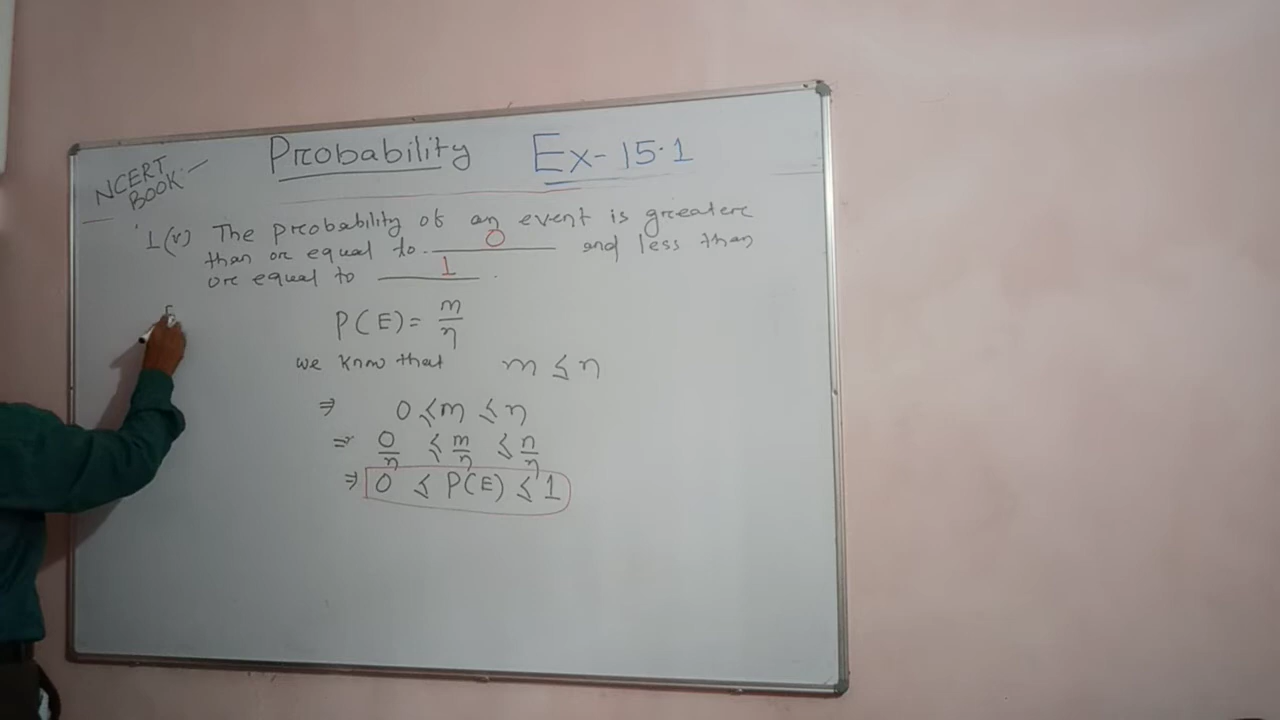 NCERT
BOOK:-
Probability Ex-15.1
1(v) The probability of an event is greater
than or equal to 0 and less than
or equal to 1.
P(E) = m/n
we know that m ≤ n
⇒ 0 ≤ m ≤ n
⇒ 0/n ≤ m/n ≤ n/n
⇒ 0 ≤ P(E) ≤ 1